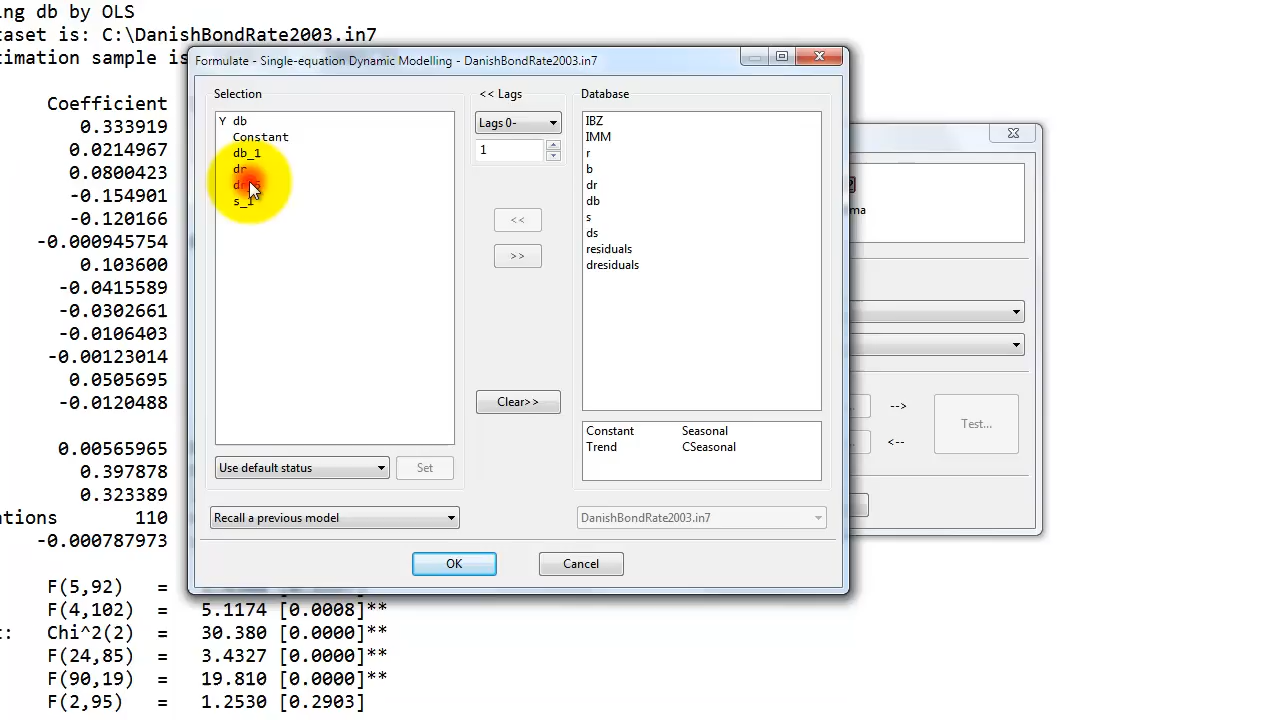 ing db by OLS
taset is: C:\DanishBondRate2003.in7
timation sample is
Coefficient
0.333919
0.0214967
0.0800423
-0.154901
-0.120166
-0.000945754
0.103600
-0.0415589
-0.0302661
-0.0106403
-0.00123014
0.0505695
-0.0120488
0.00565965
0.397878
0.323389
ations 110
-0.000787973
F(5,92) =
F(4,102) = 5.1174 [0.0008]**
t: Chi^2(2) = 30.380 [0.0000]**
F(24,85) = 3.4327 [0.0000]**
F(90,19) = 19.810 [0.0000]**
F(2,95) = 1.2530 [0.2903]
Formulate - Single-equation Dynamic Modelling - DanishBondRate2003.in7
Selection
Y db
Constant
db_1
dr
s_1
Use default status
Set
Recall a previous model
<< Lags
Lags 0-
1
<<
>>
Clear>>
Database
IBZ
IMM
r
b
dr
db
s
ds
residuals
dresiduals
Constant Seasonal
Trend CSeasonal
DanishBondRate2003.in7
OK
Cancel
ma
-->
<--
Test...